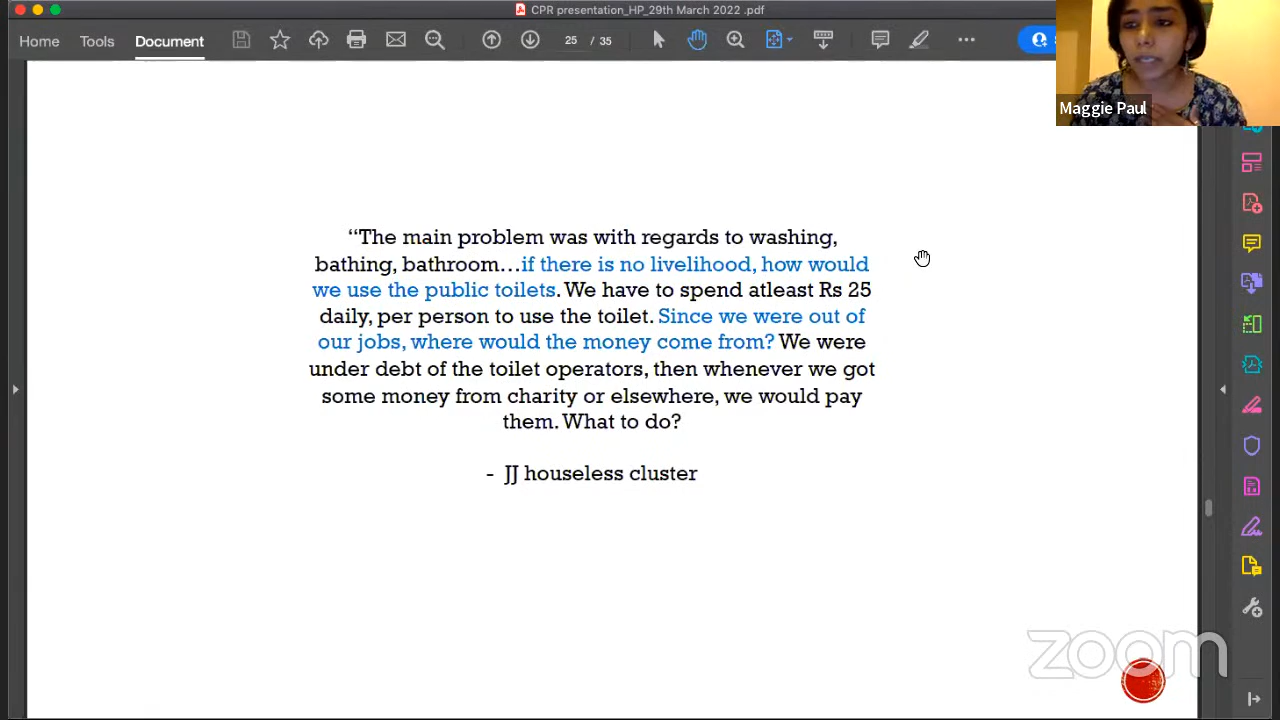 CPR presentation_HP_29th March 2022 .pdf
Home Tools Document 25 / 35
Maggie Paul
“The main problem was with regards to washing,
bathing, bathroom…if there is no livelihood, how would
we use the public toilets. We have to spend atleast Rs 25
daily, per person to use the toilet. Since we were out of
our jobs, where would the money come from? We were
under debt of the toilet operators, then whenever we got
some money from charity or elsewhere, we would pay
them. What to do?
- JJ houseless cluster
zoom